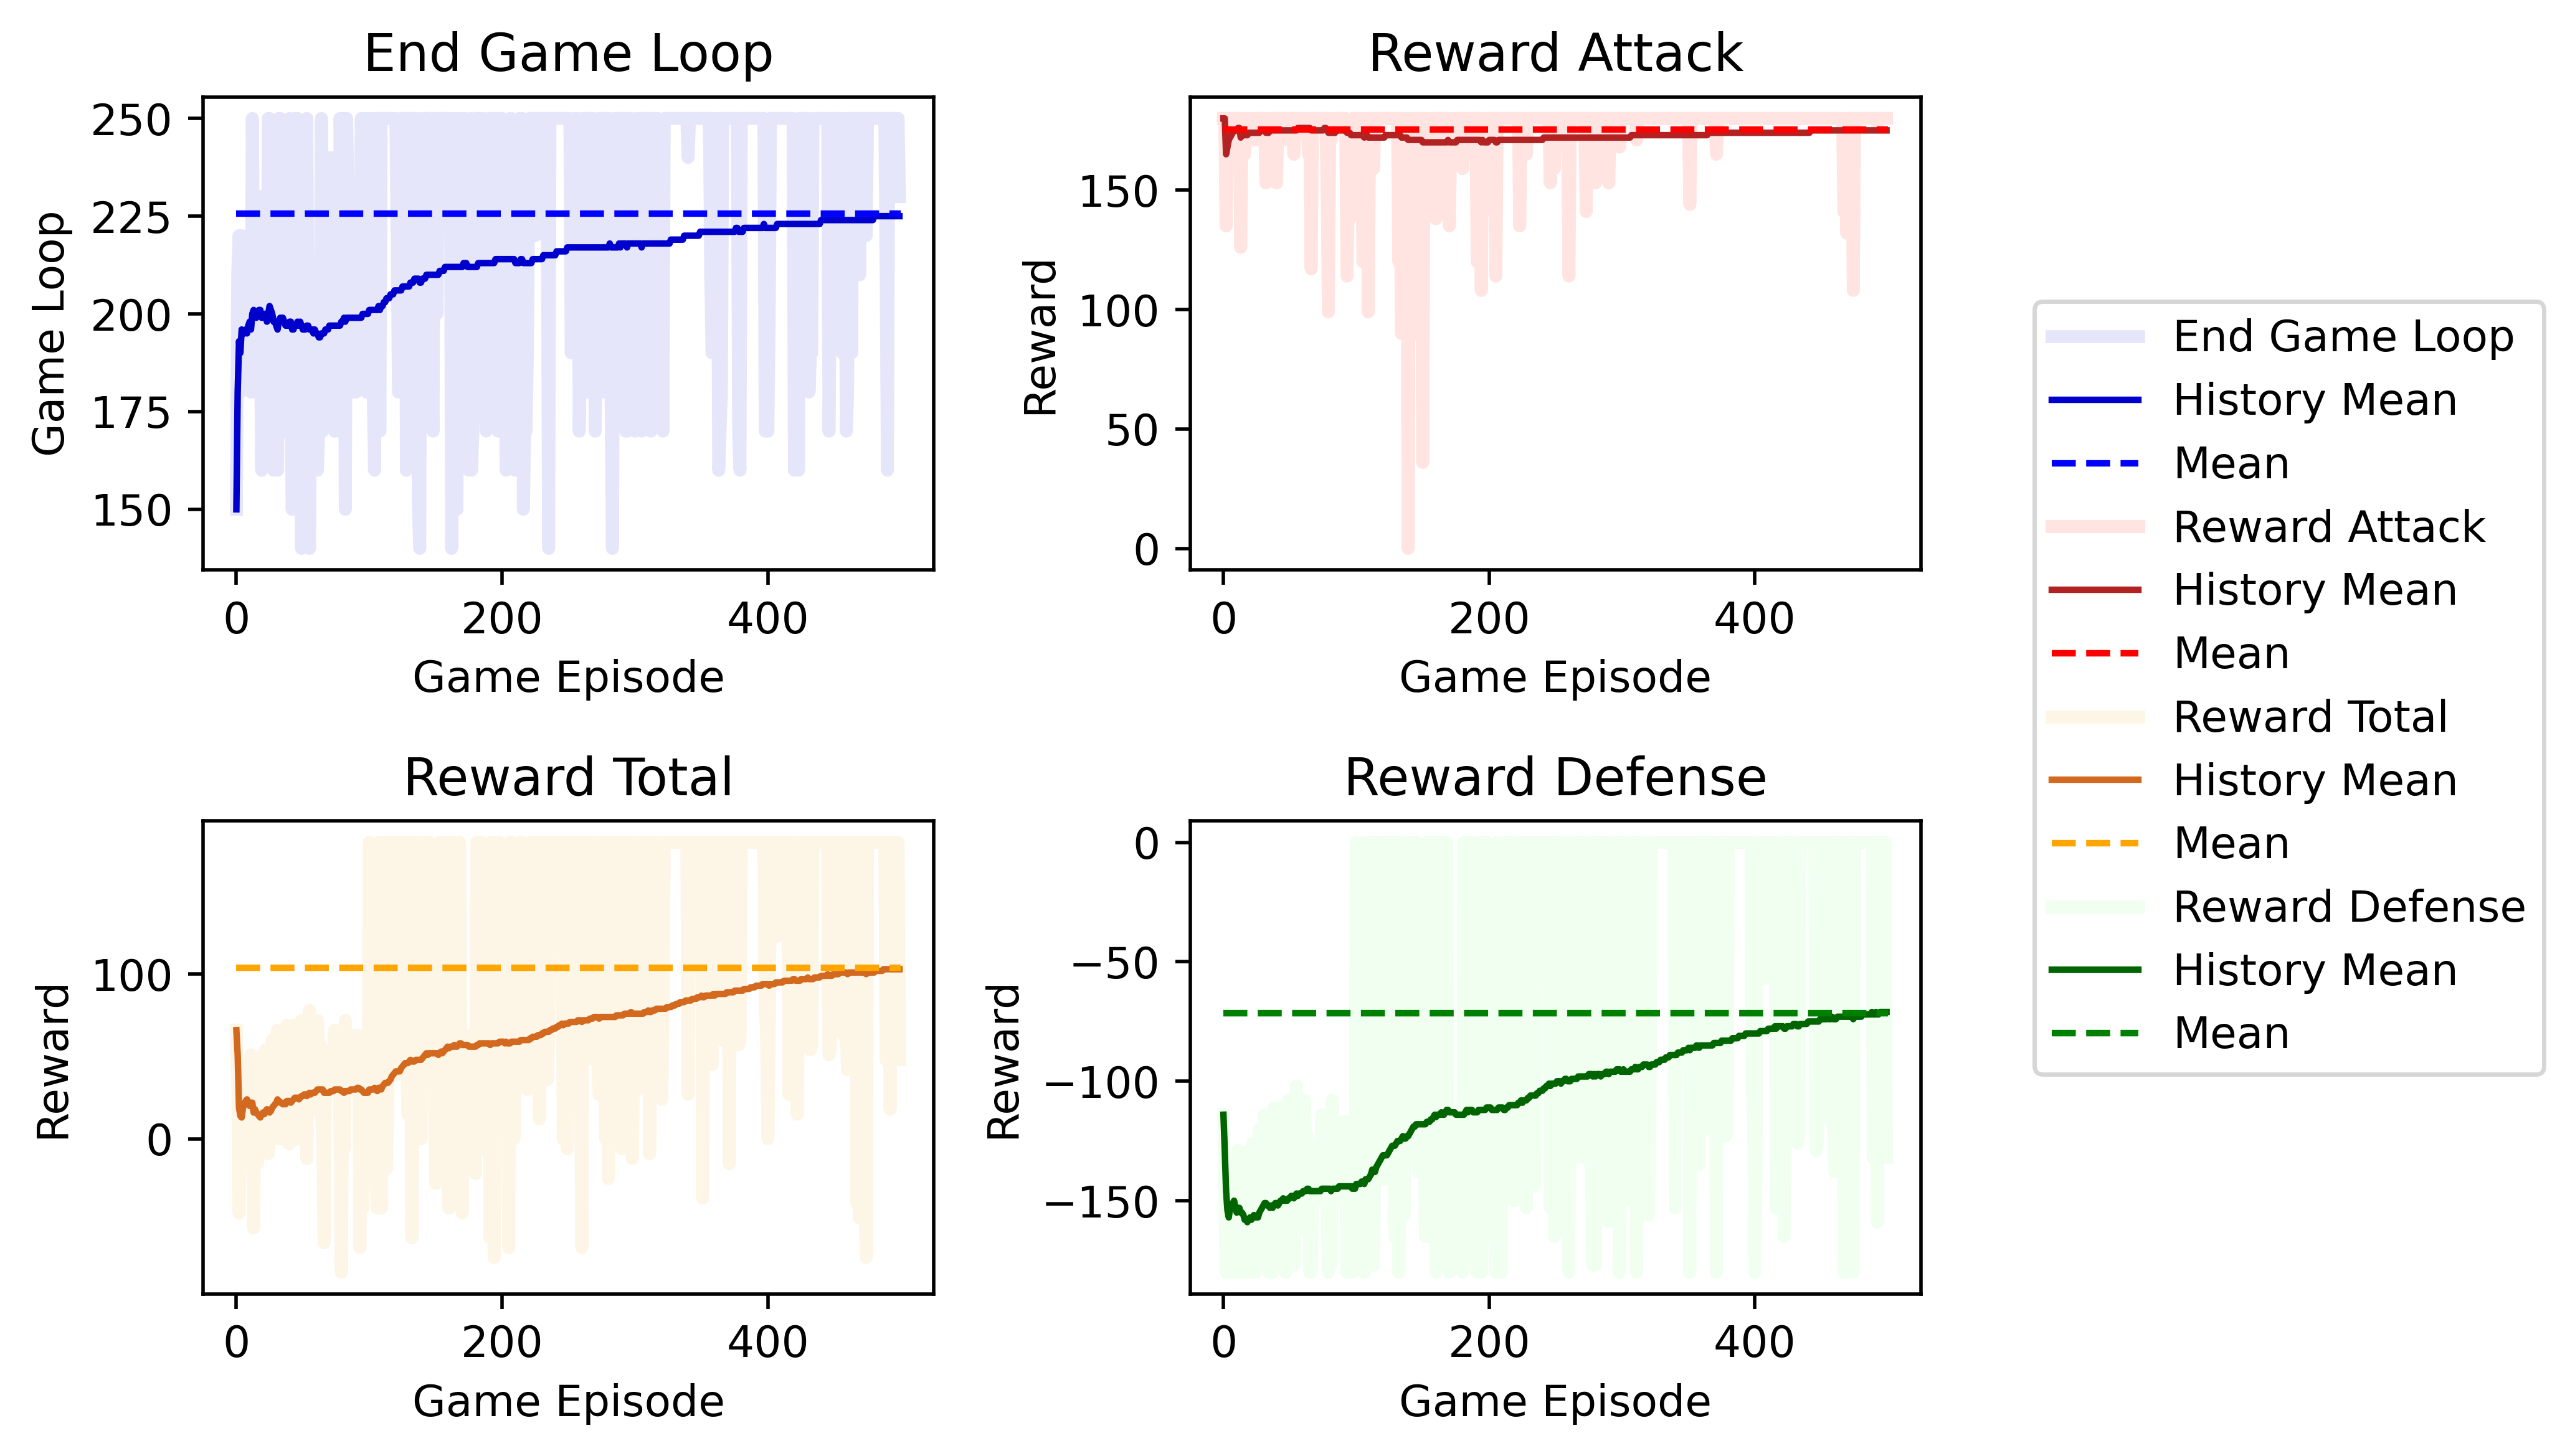 End Game Loop
250
225
200
175
150
Game Loop
0 200 400
Game Episode
Reward Attack
150
100
50
0
Reward
0 200 400
Game Episode
Reward Total
100
0
Reward
0 200 400
Game Episode
Reward Defense
0
−50
−100
−150
Reward
0 200 400
Game Episode
End Game Loop
History Mean
Mean
Reward Attack
History Mean
Mean
Reward Total
History Mean
Mean
Reward Defense
History Mean
Mean